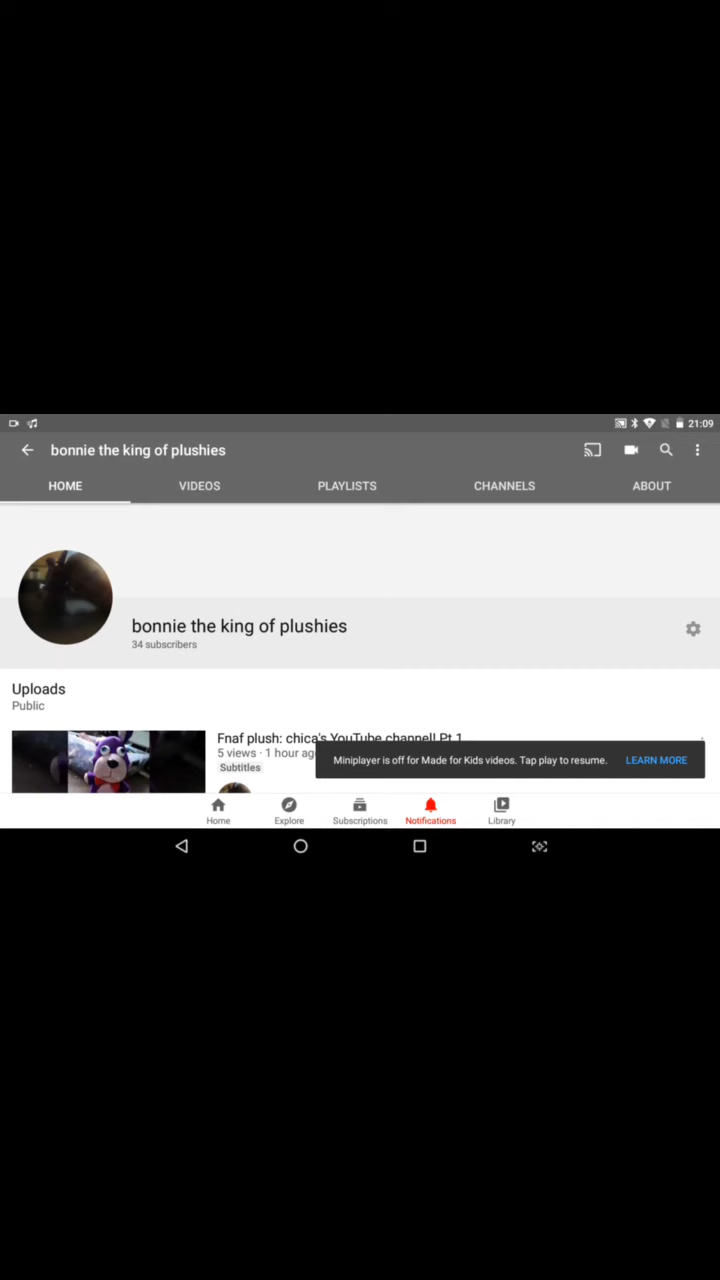 21:09
bonnie the king of plushies
HOME VIDEOS PLAYLISTS CHANNELS ABOUT
bonnie the king of plushies
34 subscribers
Uploads
Public
Fnaf plush: chica's YouTube channel! Pt 1
5 views · 1 hour ag
Subtitles
Miniplayer is off for Made for Kids videos. Tap play to resume. LEARN MORE
Home Explore Subscriptions Notifications Library